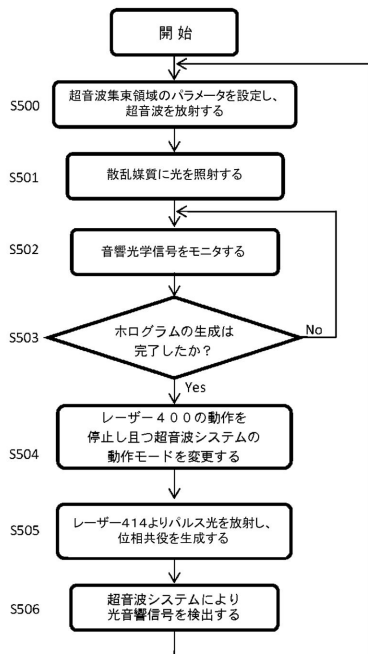 開 始
S500
超音波集束領域のパラメータを設定し、
超音波を放射する
S501
散乱媒質に光を照射する
S502
音響光学信号をモニタする
S503
ホログラムの生成は
完了したか？
No
Yes
S504
レーザー４００の動作を
停止し且つ超音波システムの
動作モードを変更する
S505
レーザー414よりパルス光を放射し、
位相共役を生成する
S506
超音波システムにより
光音響信号を検出する